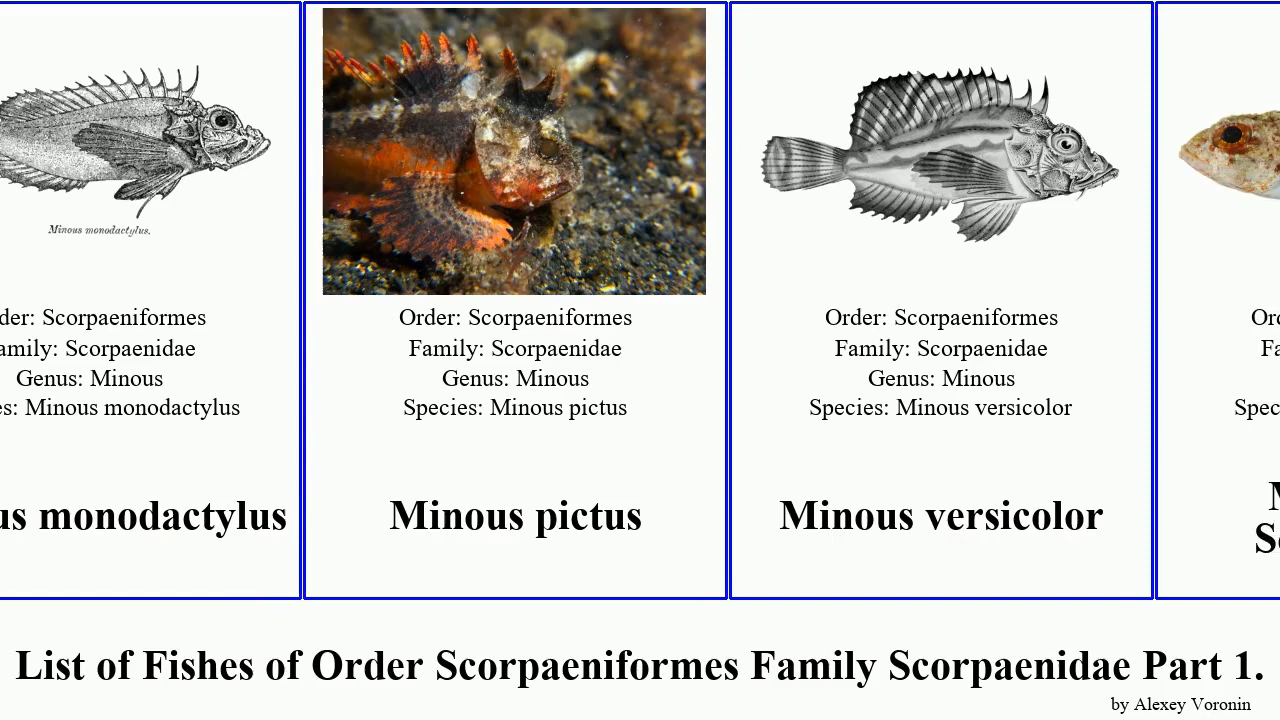 Minous monodactylus.
der: Scorpaeniformes
amily: Scorpaenidae
Genus: Minous
es: Minous monodactylus
us monodactylus
Order: Scorpaeniformes
Family: Scorpaenidae
Genus: Minous
Species: Minous pictus
Minous pictus
Order: Scorpaeniformes
Family: Scorpaenidae
Genus: Minous
Species: Minous versicolor
Minous versicolor
Ord
Fa
Spec
List of Fishes of Order Scorpaeniformes Family Scorpaenidae Part 1.
by Alexey Voronin